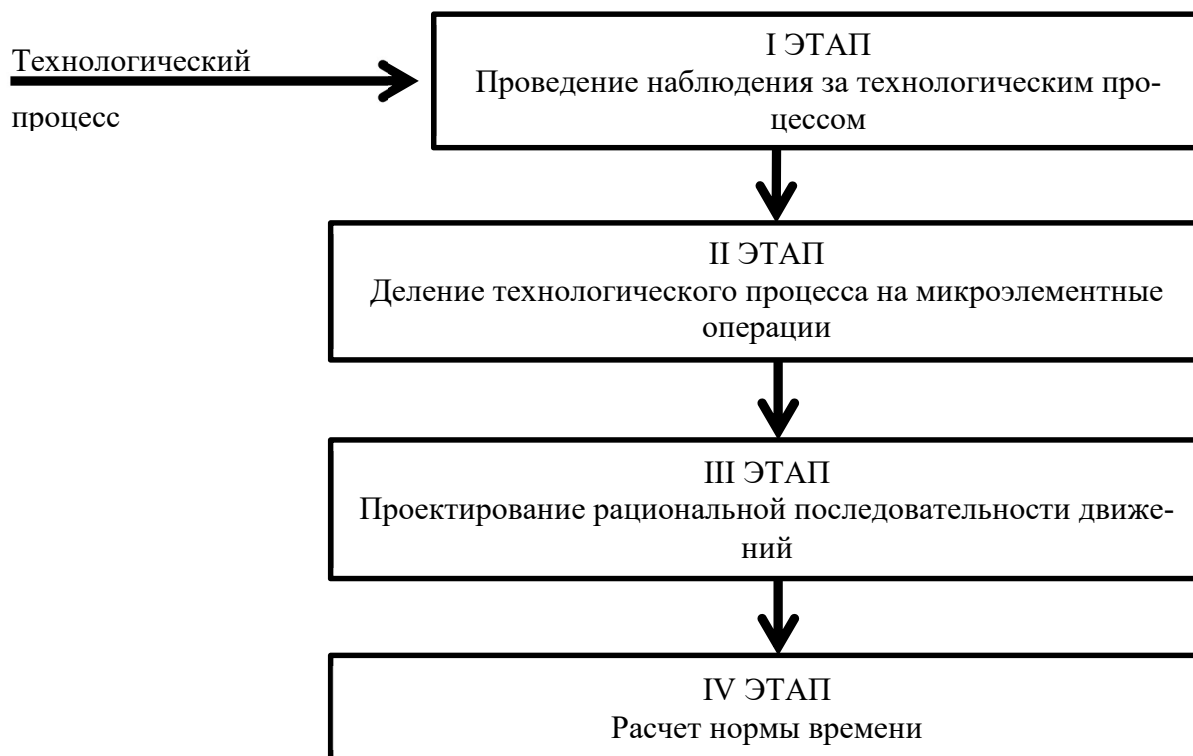 Технологический
процесс
I ЭТАП
Проведение наблюдения за технологическим про-
цессом
II ЭТАП
Деление технологического процесса на микроэлементные
операции
III ЭТАП
Проектирование рациональной последовательности движе-
ний
IV ЭТАП
Расчет нормы времени